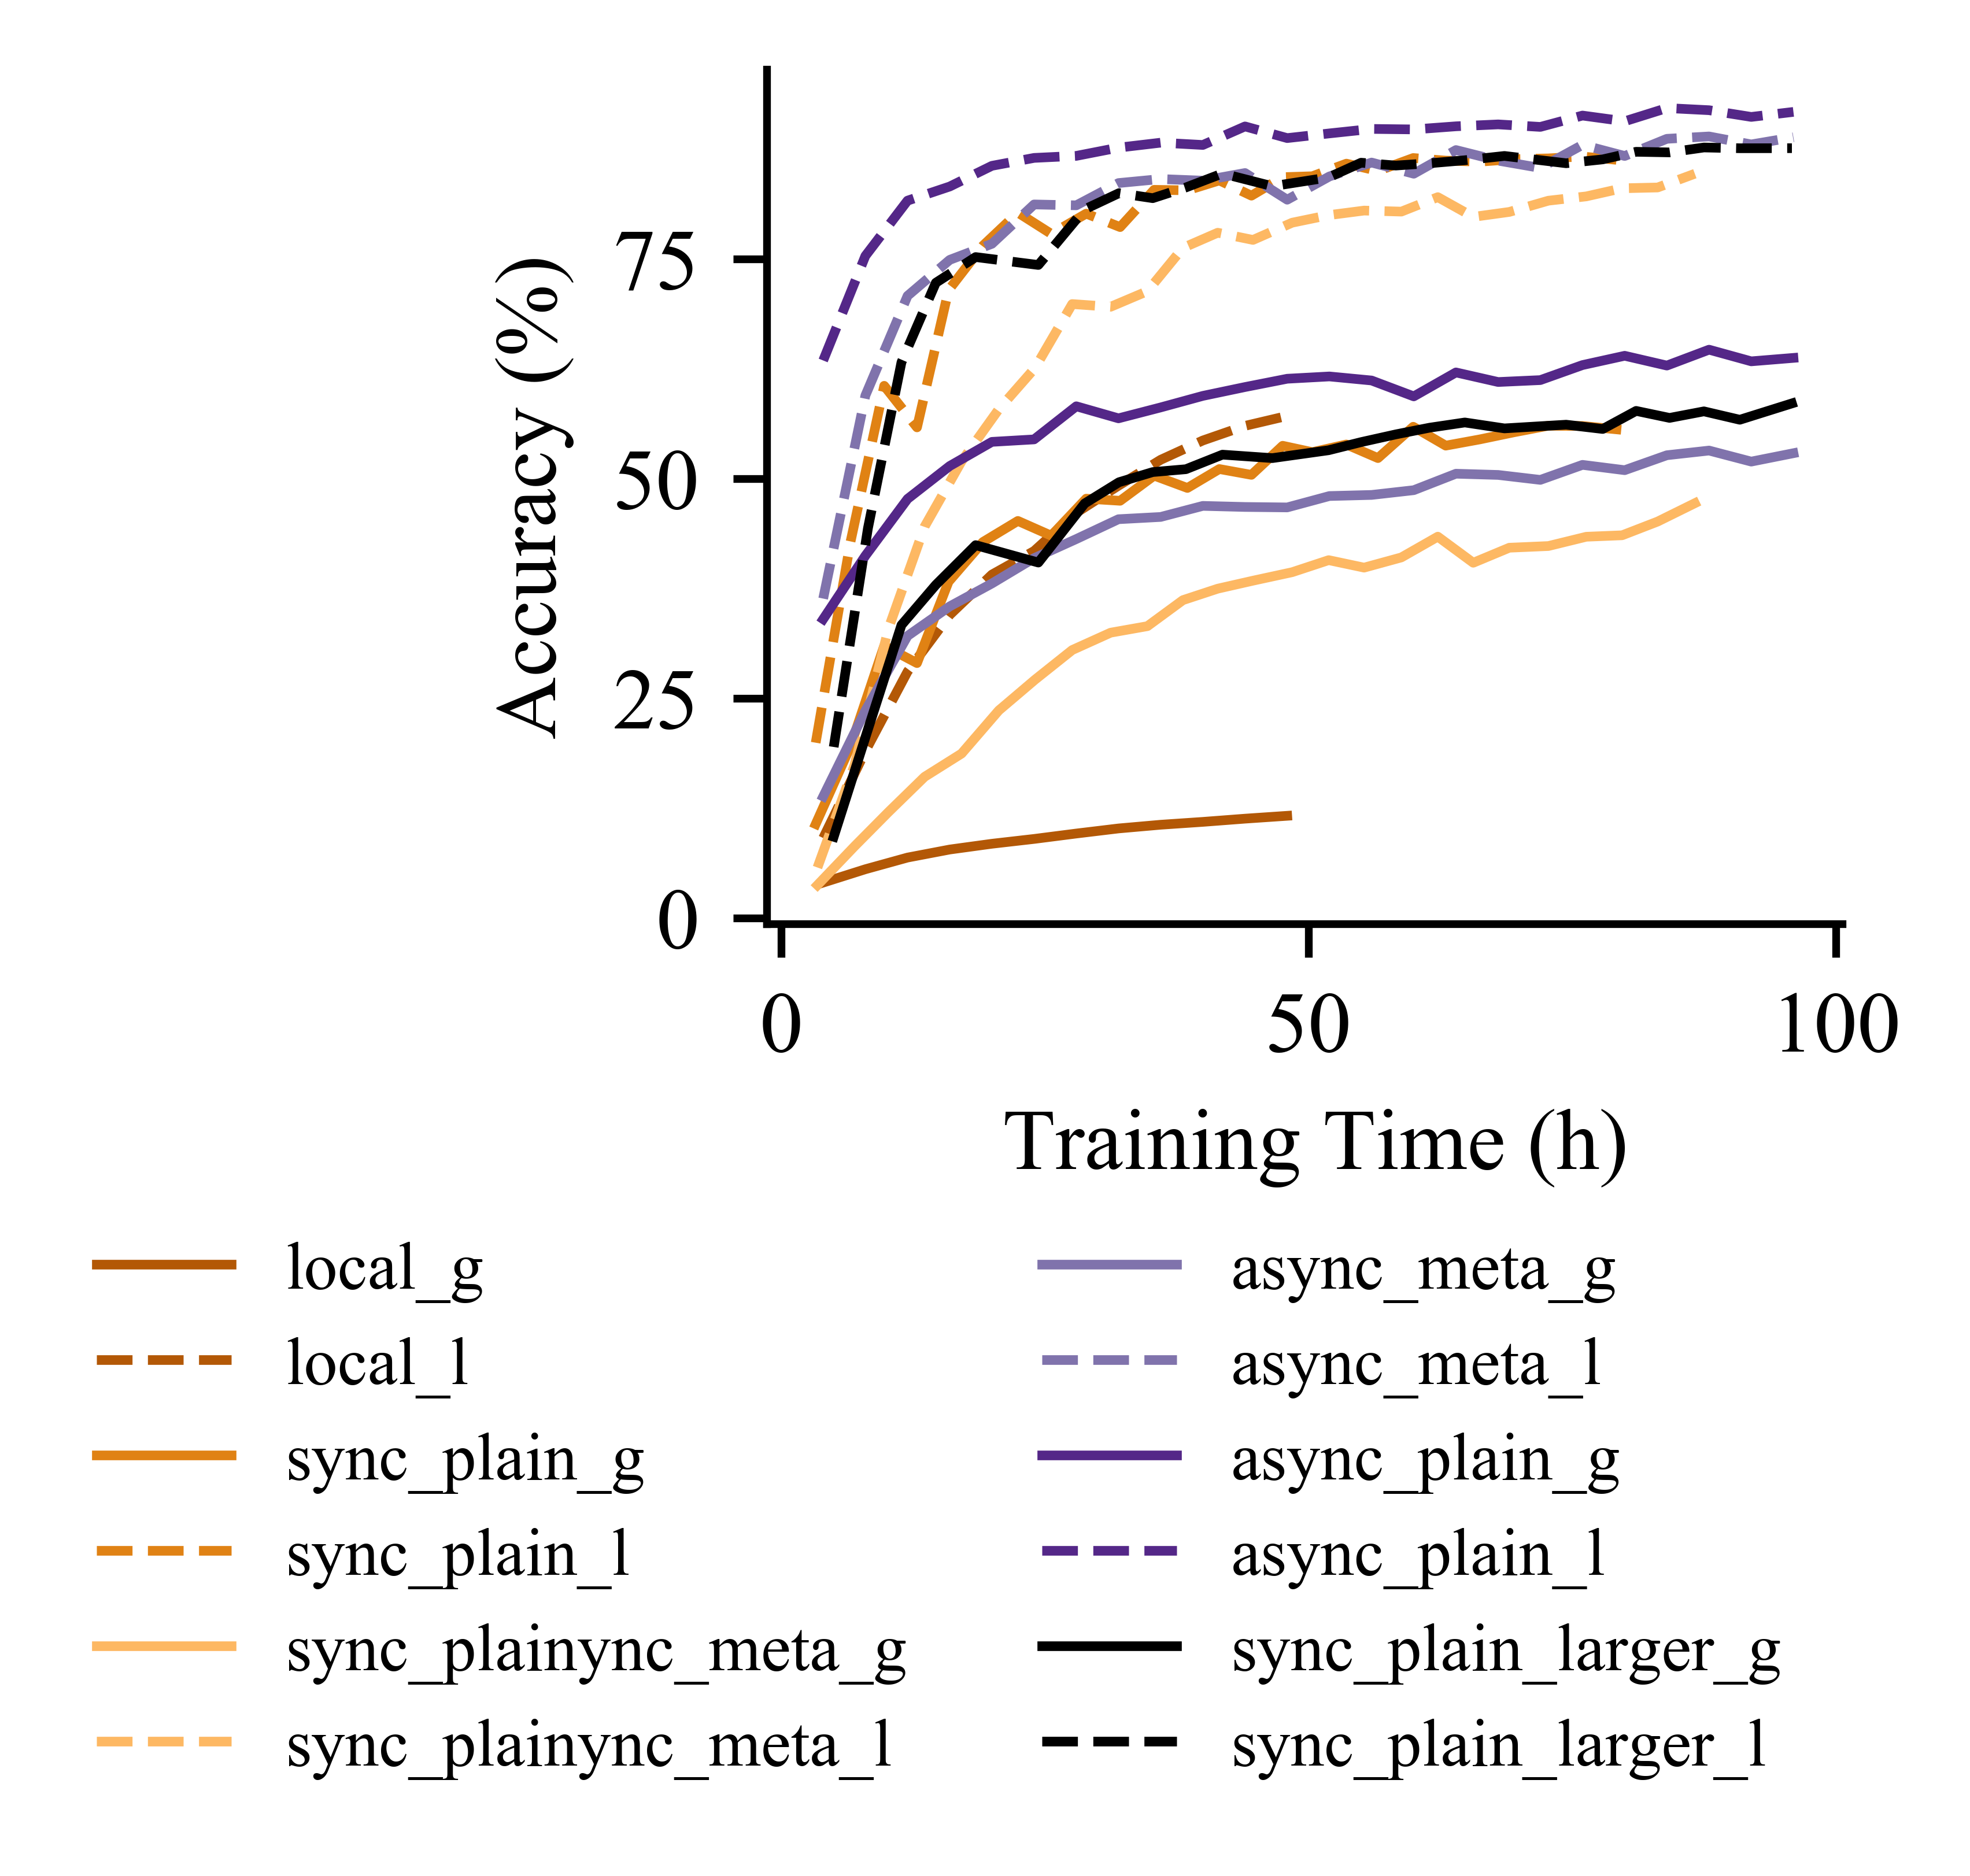 75
50
25
0
Accuracy (%)
0 50 100
Training Time (h)
local_g
local_l
sync_plain_g
sync_plain_l
sync_plainync_meta_g
sync_plainync_meta_l
async_meta_g
async_meta_l
async_plain_g
async_plain_l
sync_plain_larger_g
sync_plain_larger_l